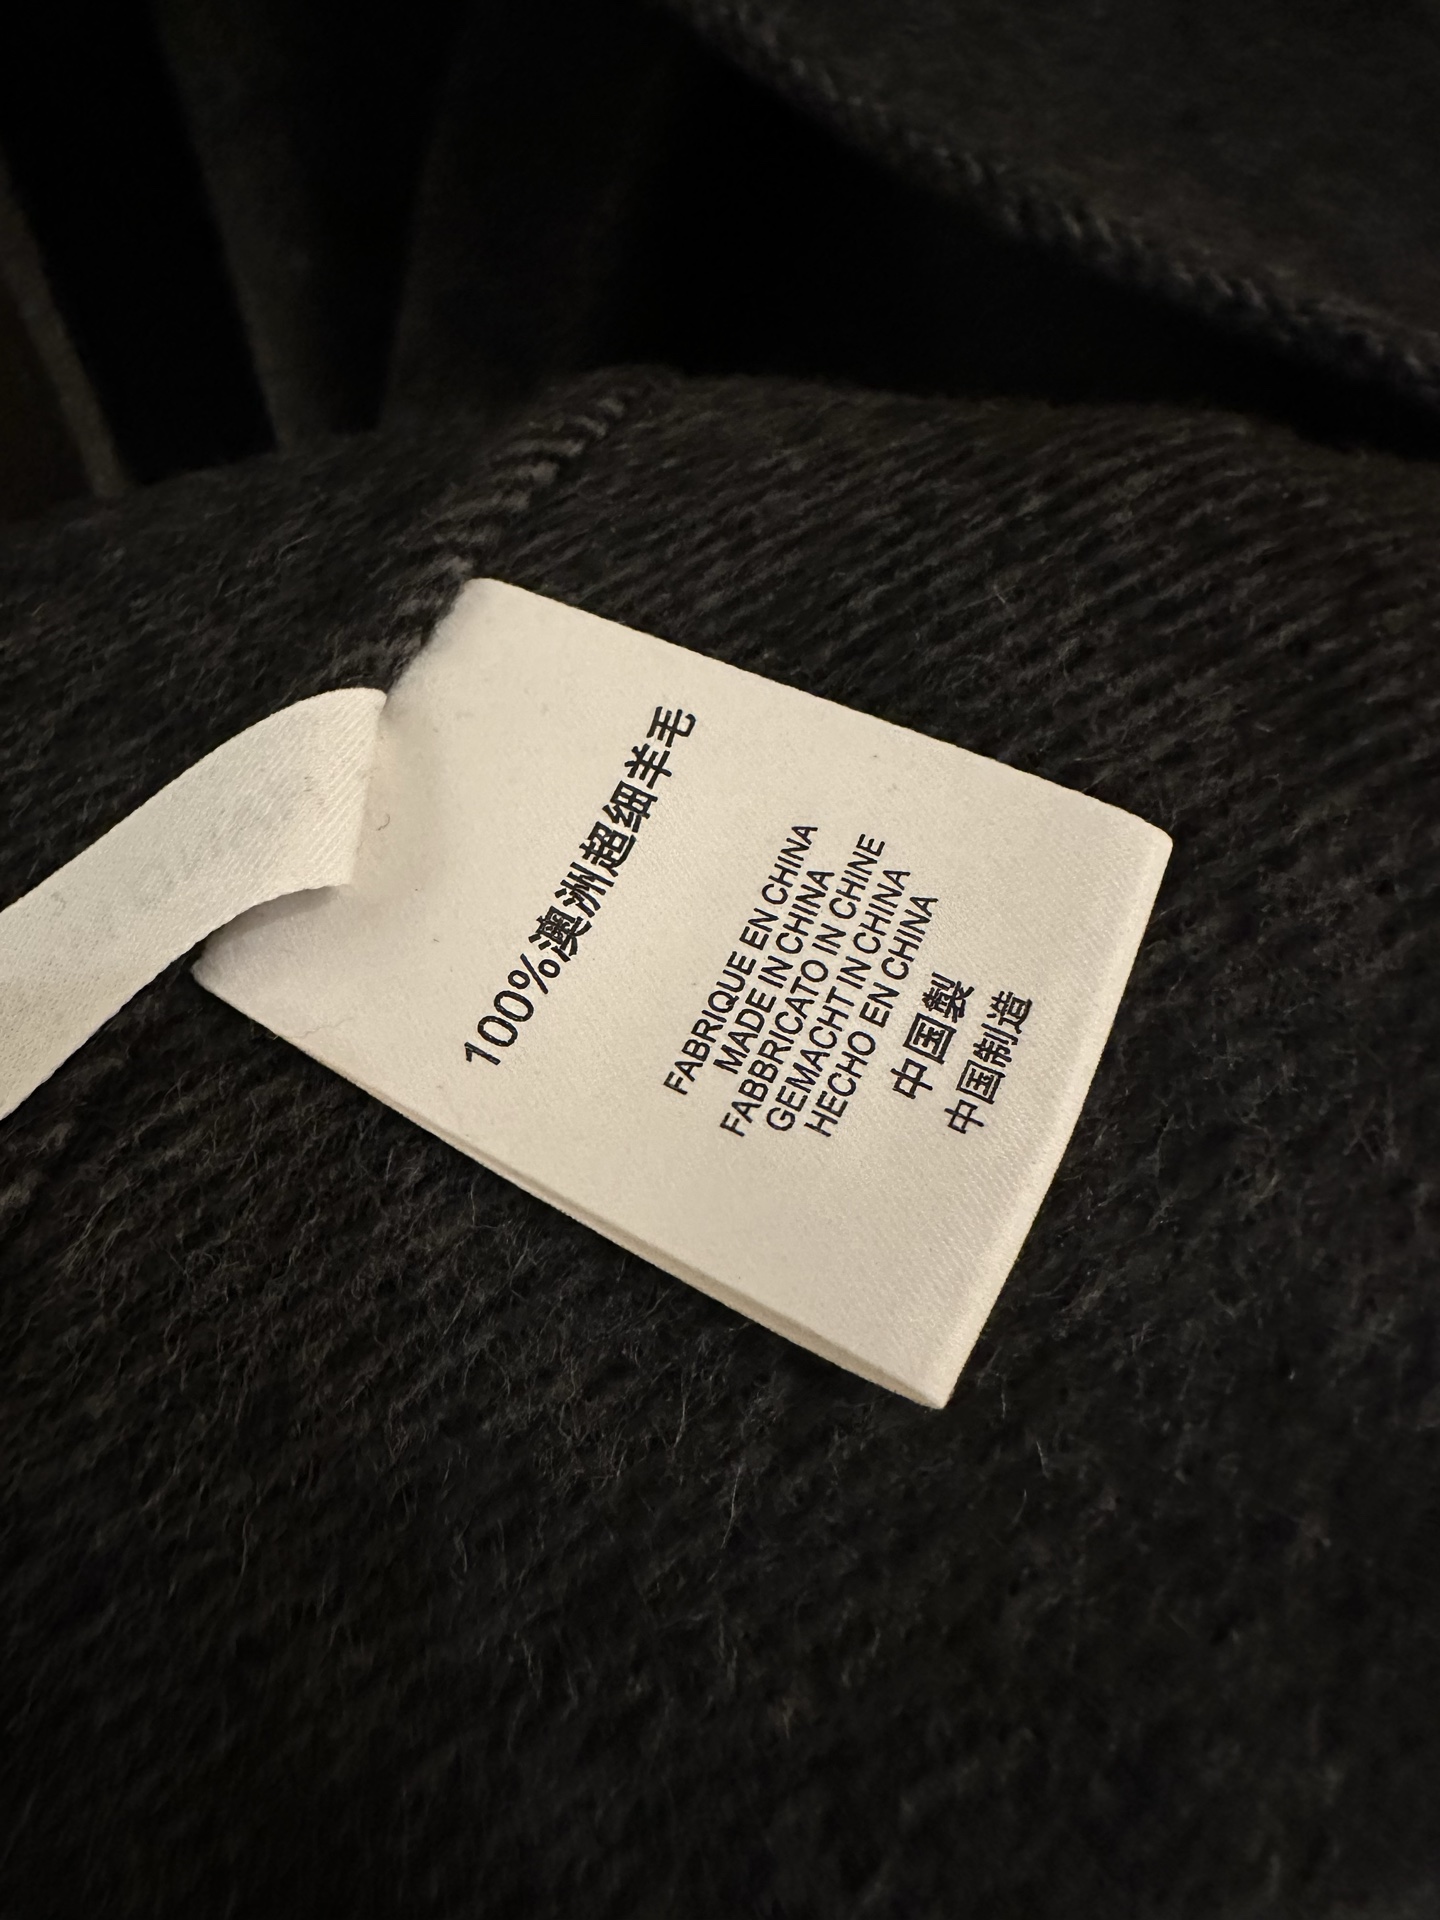 100%澳洲超细羊毛
FABRIQUE EN CHINA
MADE IN CHINA
FABBRICATO IN CHINE
GEMACHT IN CHINA
HECHO EN CHINA
中国製
中国制造